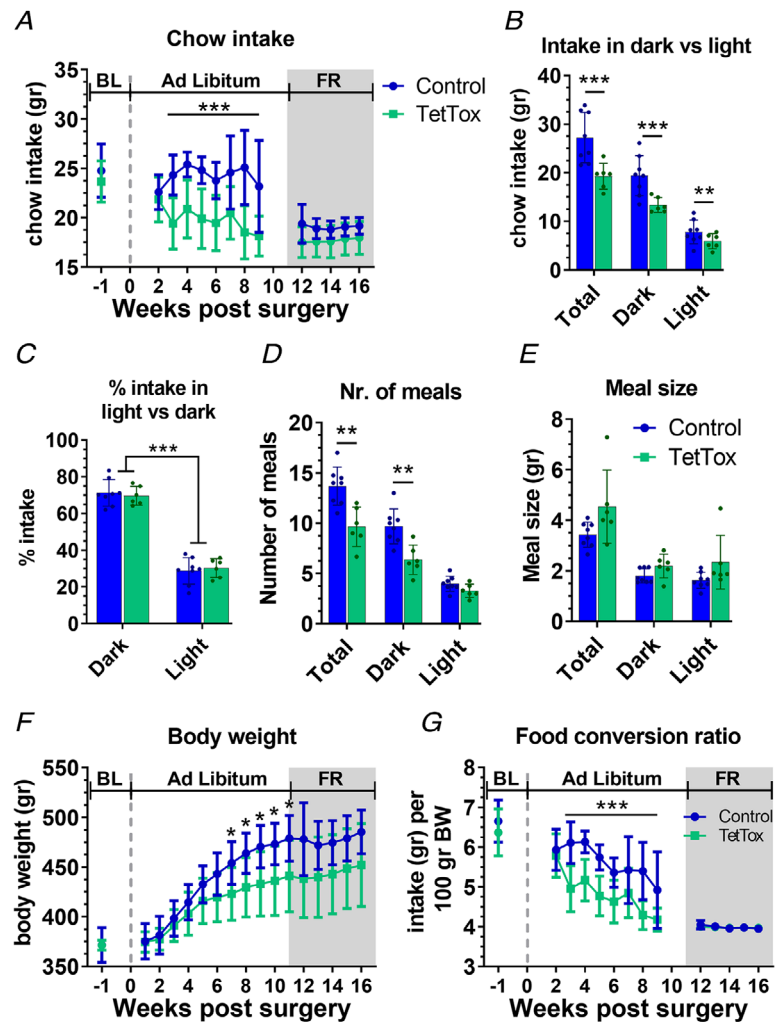 A
Chow intake
chow intake (gr)
35
30
25
20
15
BL
Ad Libitum
FR
***
Control
TetTox
-1 0 2 4 6 8 10 12 14 16
Weeks post surgery
B
Intake in dark vs light
chow intake (gr)
40
30
20
10
0
***
***
**
Total
Dark
Light
C
% intake in
light vs dark
% intake
100
80
60
40
20
0
***
Dark
Light
D
Nr. of meals
Number of meals
20
15
10
5
0
**
**
Total
Dark
Light
E
Meal size
Meal size (gr)
8
6
4
2
0
Control
TetTox
Total
Dark
Light
F
Body weight
body weight (gr)
550
500
450
400
350
BL
Ad Libitum
FR
* * * * *
-1 0 2 4 6 8 10 12 14 16
Weeks post surgery
G
Food conversion ratio
intake (gr) per
100 gr BW
8
7
6
5
4
3
BL
Ad Libitum
FR
***
Control
TetTox
-1 0 2 4 6 8 10 12 14 16
Weeks post surgery